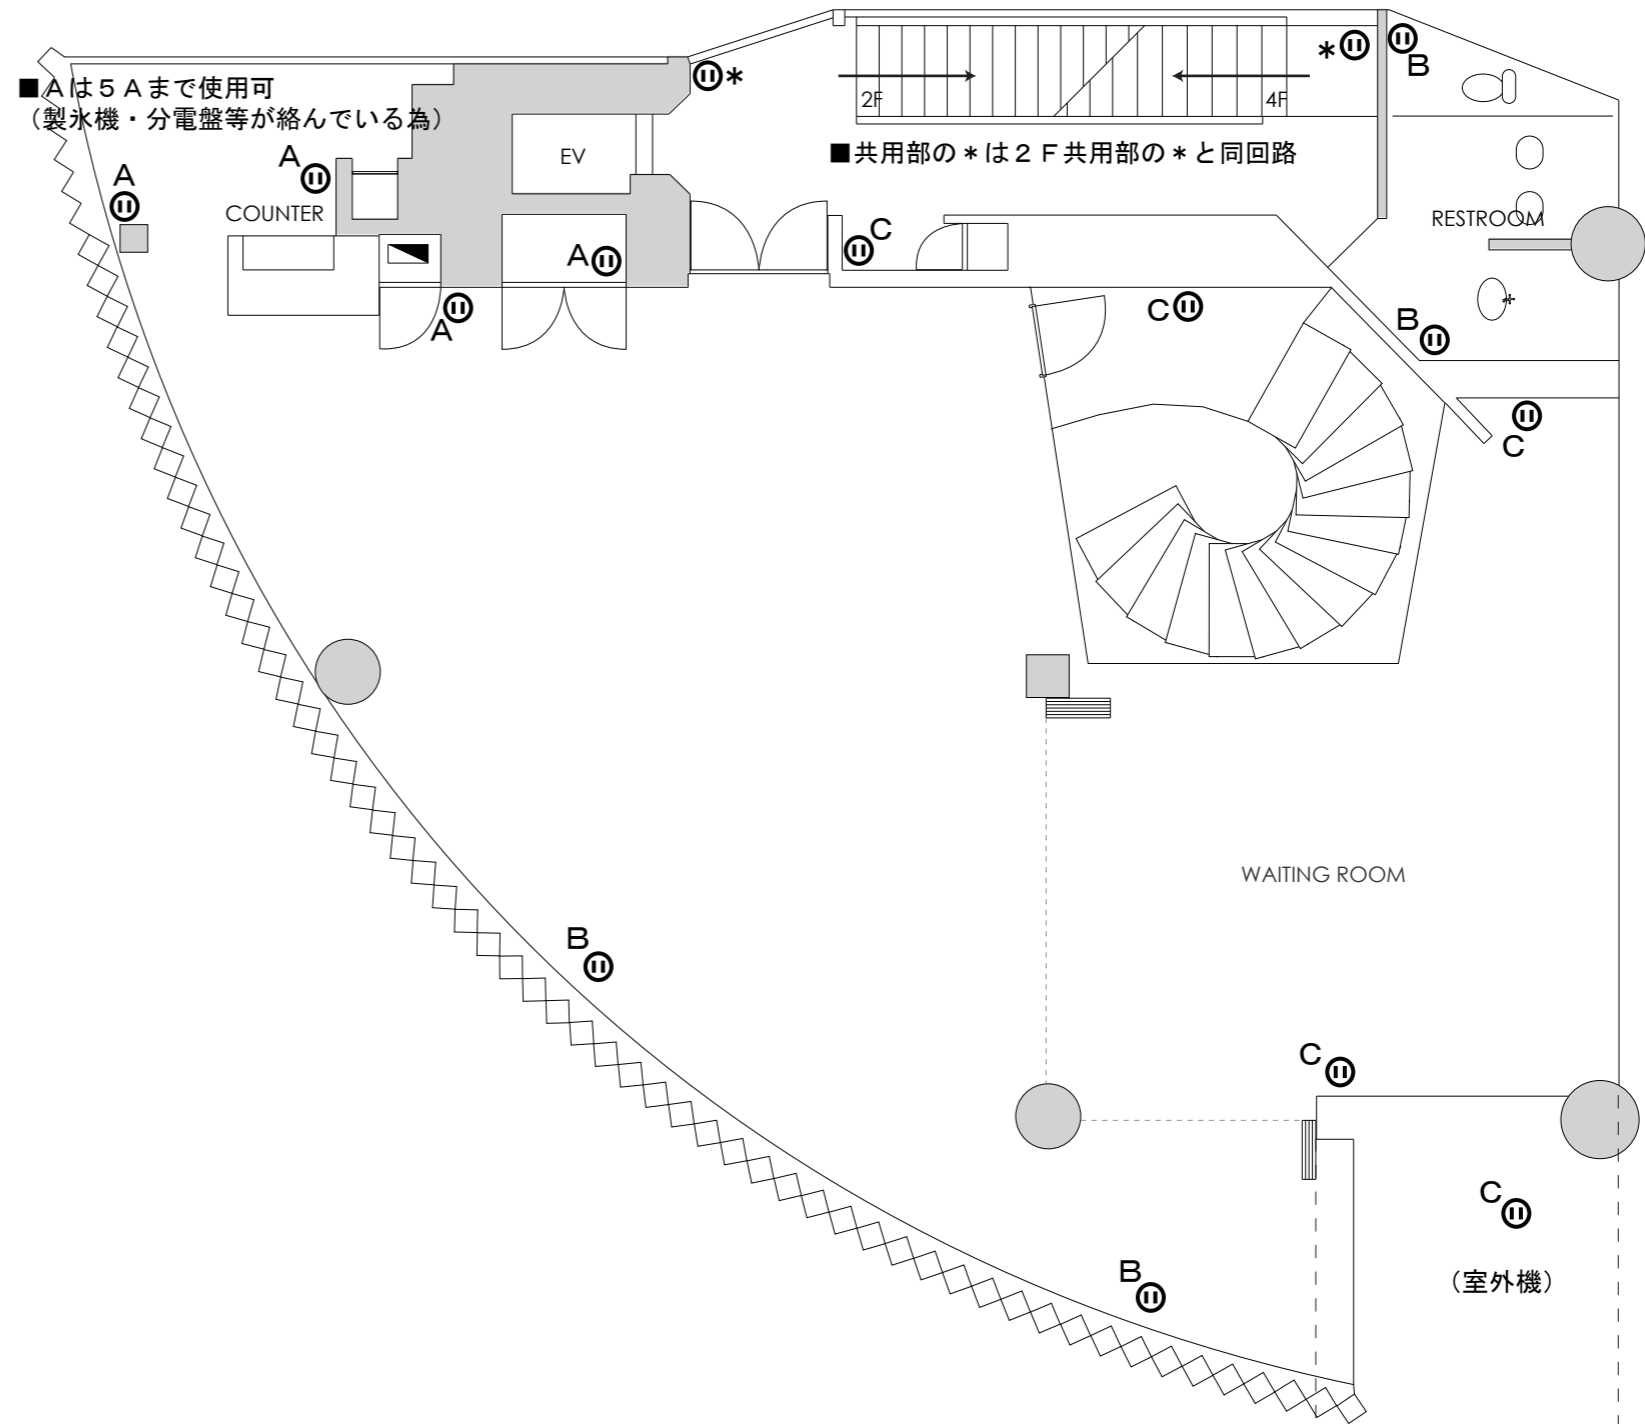 ＊
B
■Ａは５Ａまで使用可
（製氷機・分電盤等が絡んでいる為）
＊
2F
4F
■共用部の＊は２Ｆ共用部の＊と同回路
EV
A
A
COUNTER
RESTROOM
C
A
A
C
B
C
WAITING ROOM
B
C
C
B
（室外機）